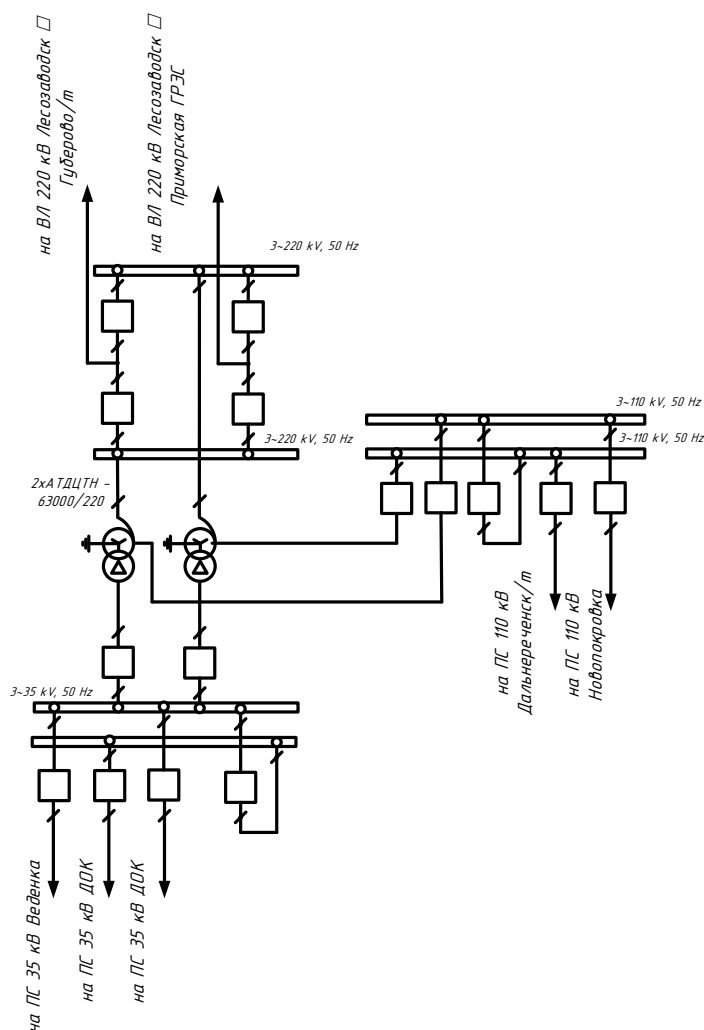 на ВЛ 220 кВ Лесозаводск □
Губерово/т
на ВЛ 220 кВ Лесозаводск □
Приморская ГРЭС
3~220 kV, 50 Hz
3~110 kV, 50 Hz
3~220 kV, 50 Hz
3~110 kV, 50 Hz
2хАТДЦТН -
63000/220
на ПС 110 кВ
Дальнереченск/т
на ПС 110 кВ
Новопокровка
3~35 kV, 50 Hz
на ПС 35 кВ Веденка
на ПС 35 кВ ДОК
на ПС 35 кВ ДОК